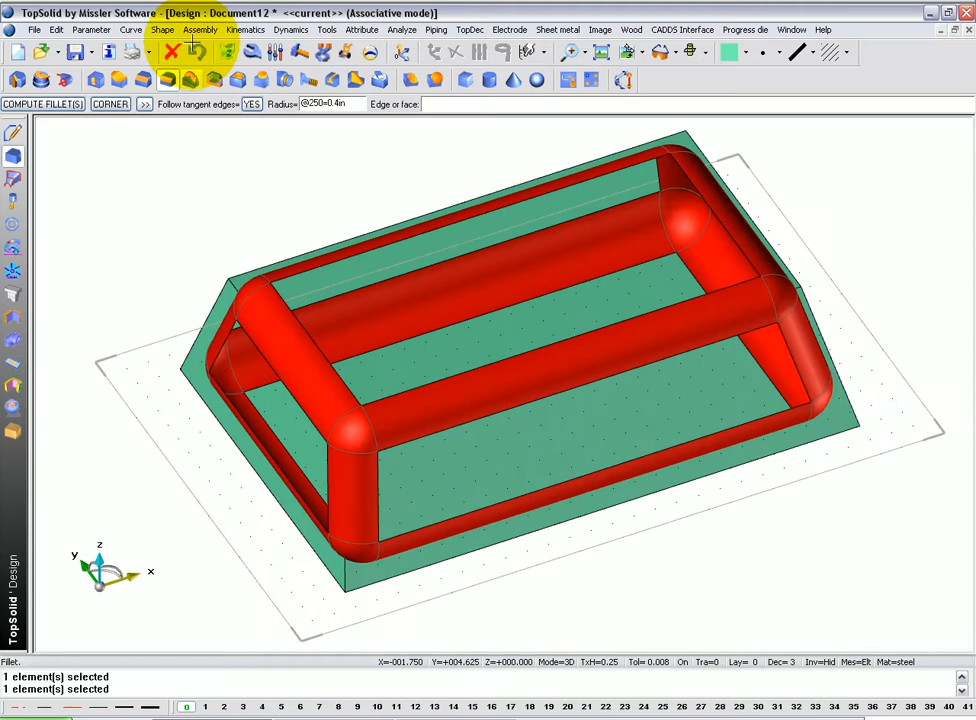 TopSolid by Missler Software - [Design : Document12 * <<current>> (Associative mode)]
File Edit Parameter Curve Shape Assembly Kinematics Dynamics Tools Attribute Analyze Piping TopDec Electrode Sheet metal Image Wood CADDS Interface Progress die Window Help
COMPUTE FILLET(S) CORNER >> Follow tangent edges= YES Radius= @250=0.4in Edge or face:
z
y
x
TopSolid 'Design
Fillet. X=-001.750 Y=+004.625 Z=+000.000 Mode=3D TxH=0.25 Tol= 0.008 On Tra=0 Lay= 0 Dec= 3 Inv=Hid Mes=Elt Mat=steel
1 element(s) selected
1 element(s) selected
0 1 2 3 4 5 6 7 8 9 10 11 12 13 14 15 16 17 18 19 20 21 22 23 24 25 26 27 28 29 30 31 32 33 34 35 36 37 38 39 40 41